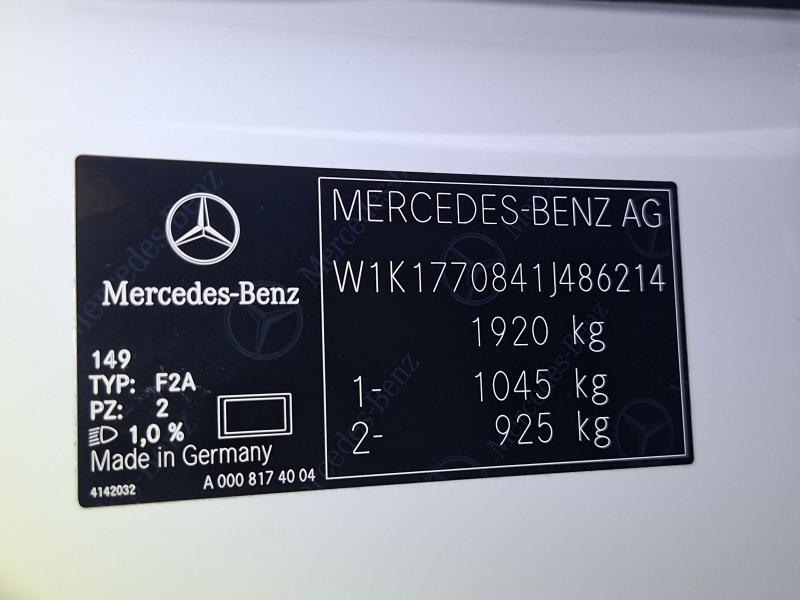 Mercedes-Benz
149
TYP: F2A
PZ: 2
1,0 %
Made in Germany
4142032
A 000 817 40 04
MERCEDES-BENZ AG
W1K1770841J486214
1920 kg
1- 1045 kg
2- 925 kg